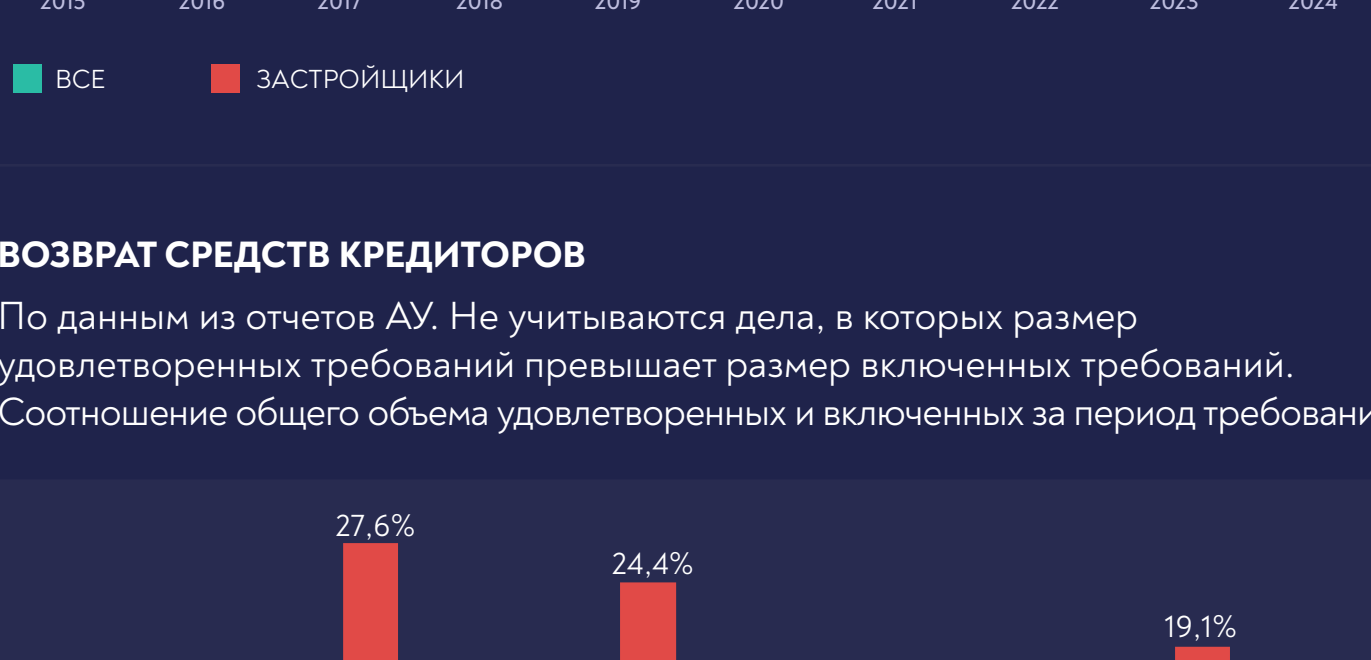 2015 2016 2017 2018 2019 2020 2021 2022 2023 2024
ВСЕ ЗАСТРОЙЩИКИ
ВОЗВРАТ СРЕДСТВ КРЕДИТОРОВ
По данным из отчетов АУ. Не учитываются дела, в которых размер
удовлетворенных требований превышает размер включенных требований.
Соотношение общего объема удовлетворенных и включенных за период требовани
27,6%
24,4%
19,1%